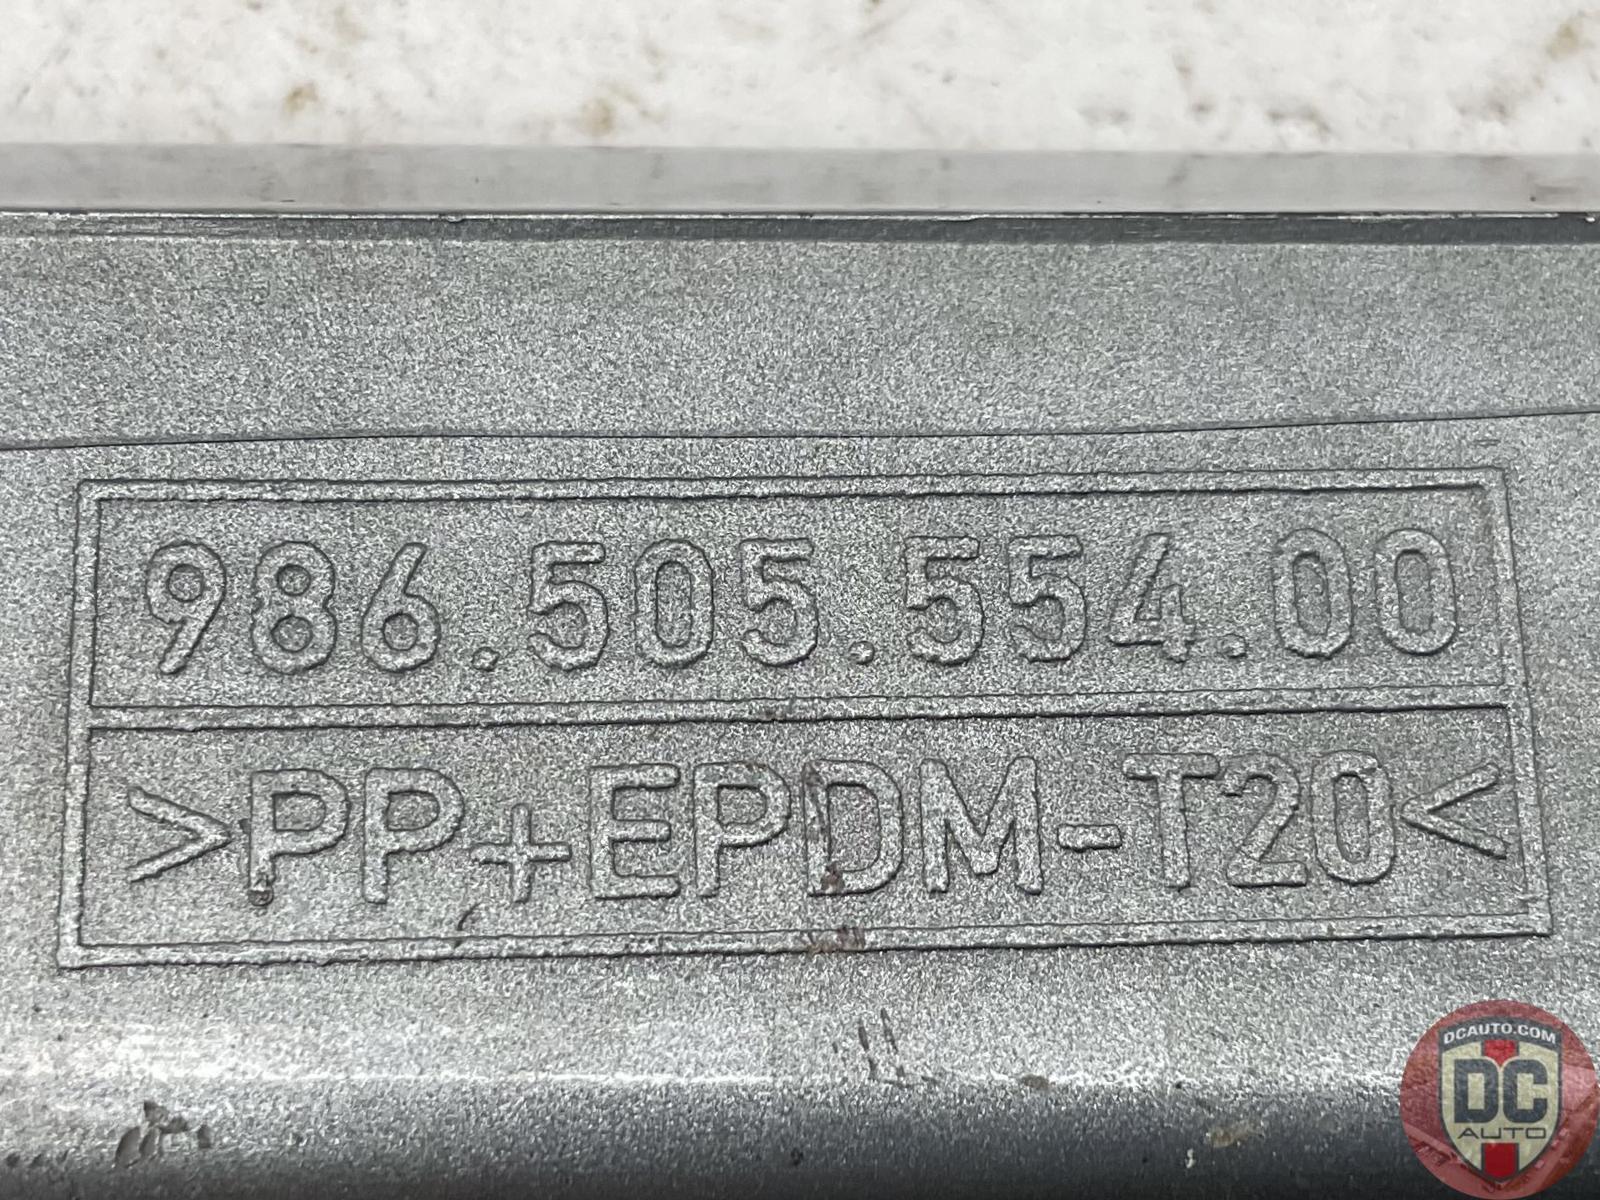 986.505.554.00
>PP+EPDM-T20<
DCAUTO.COM
DC
AUTO